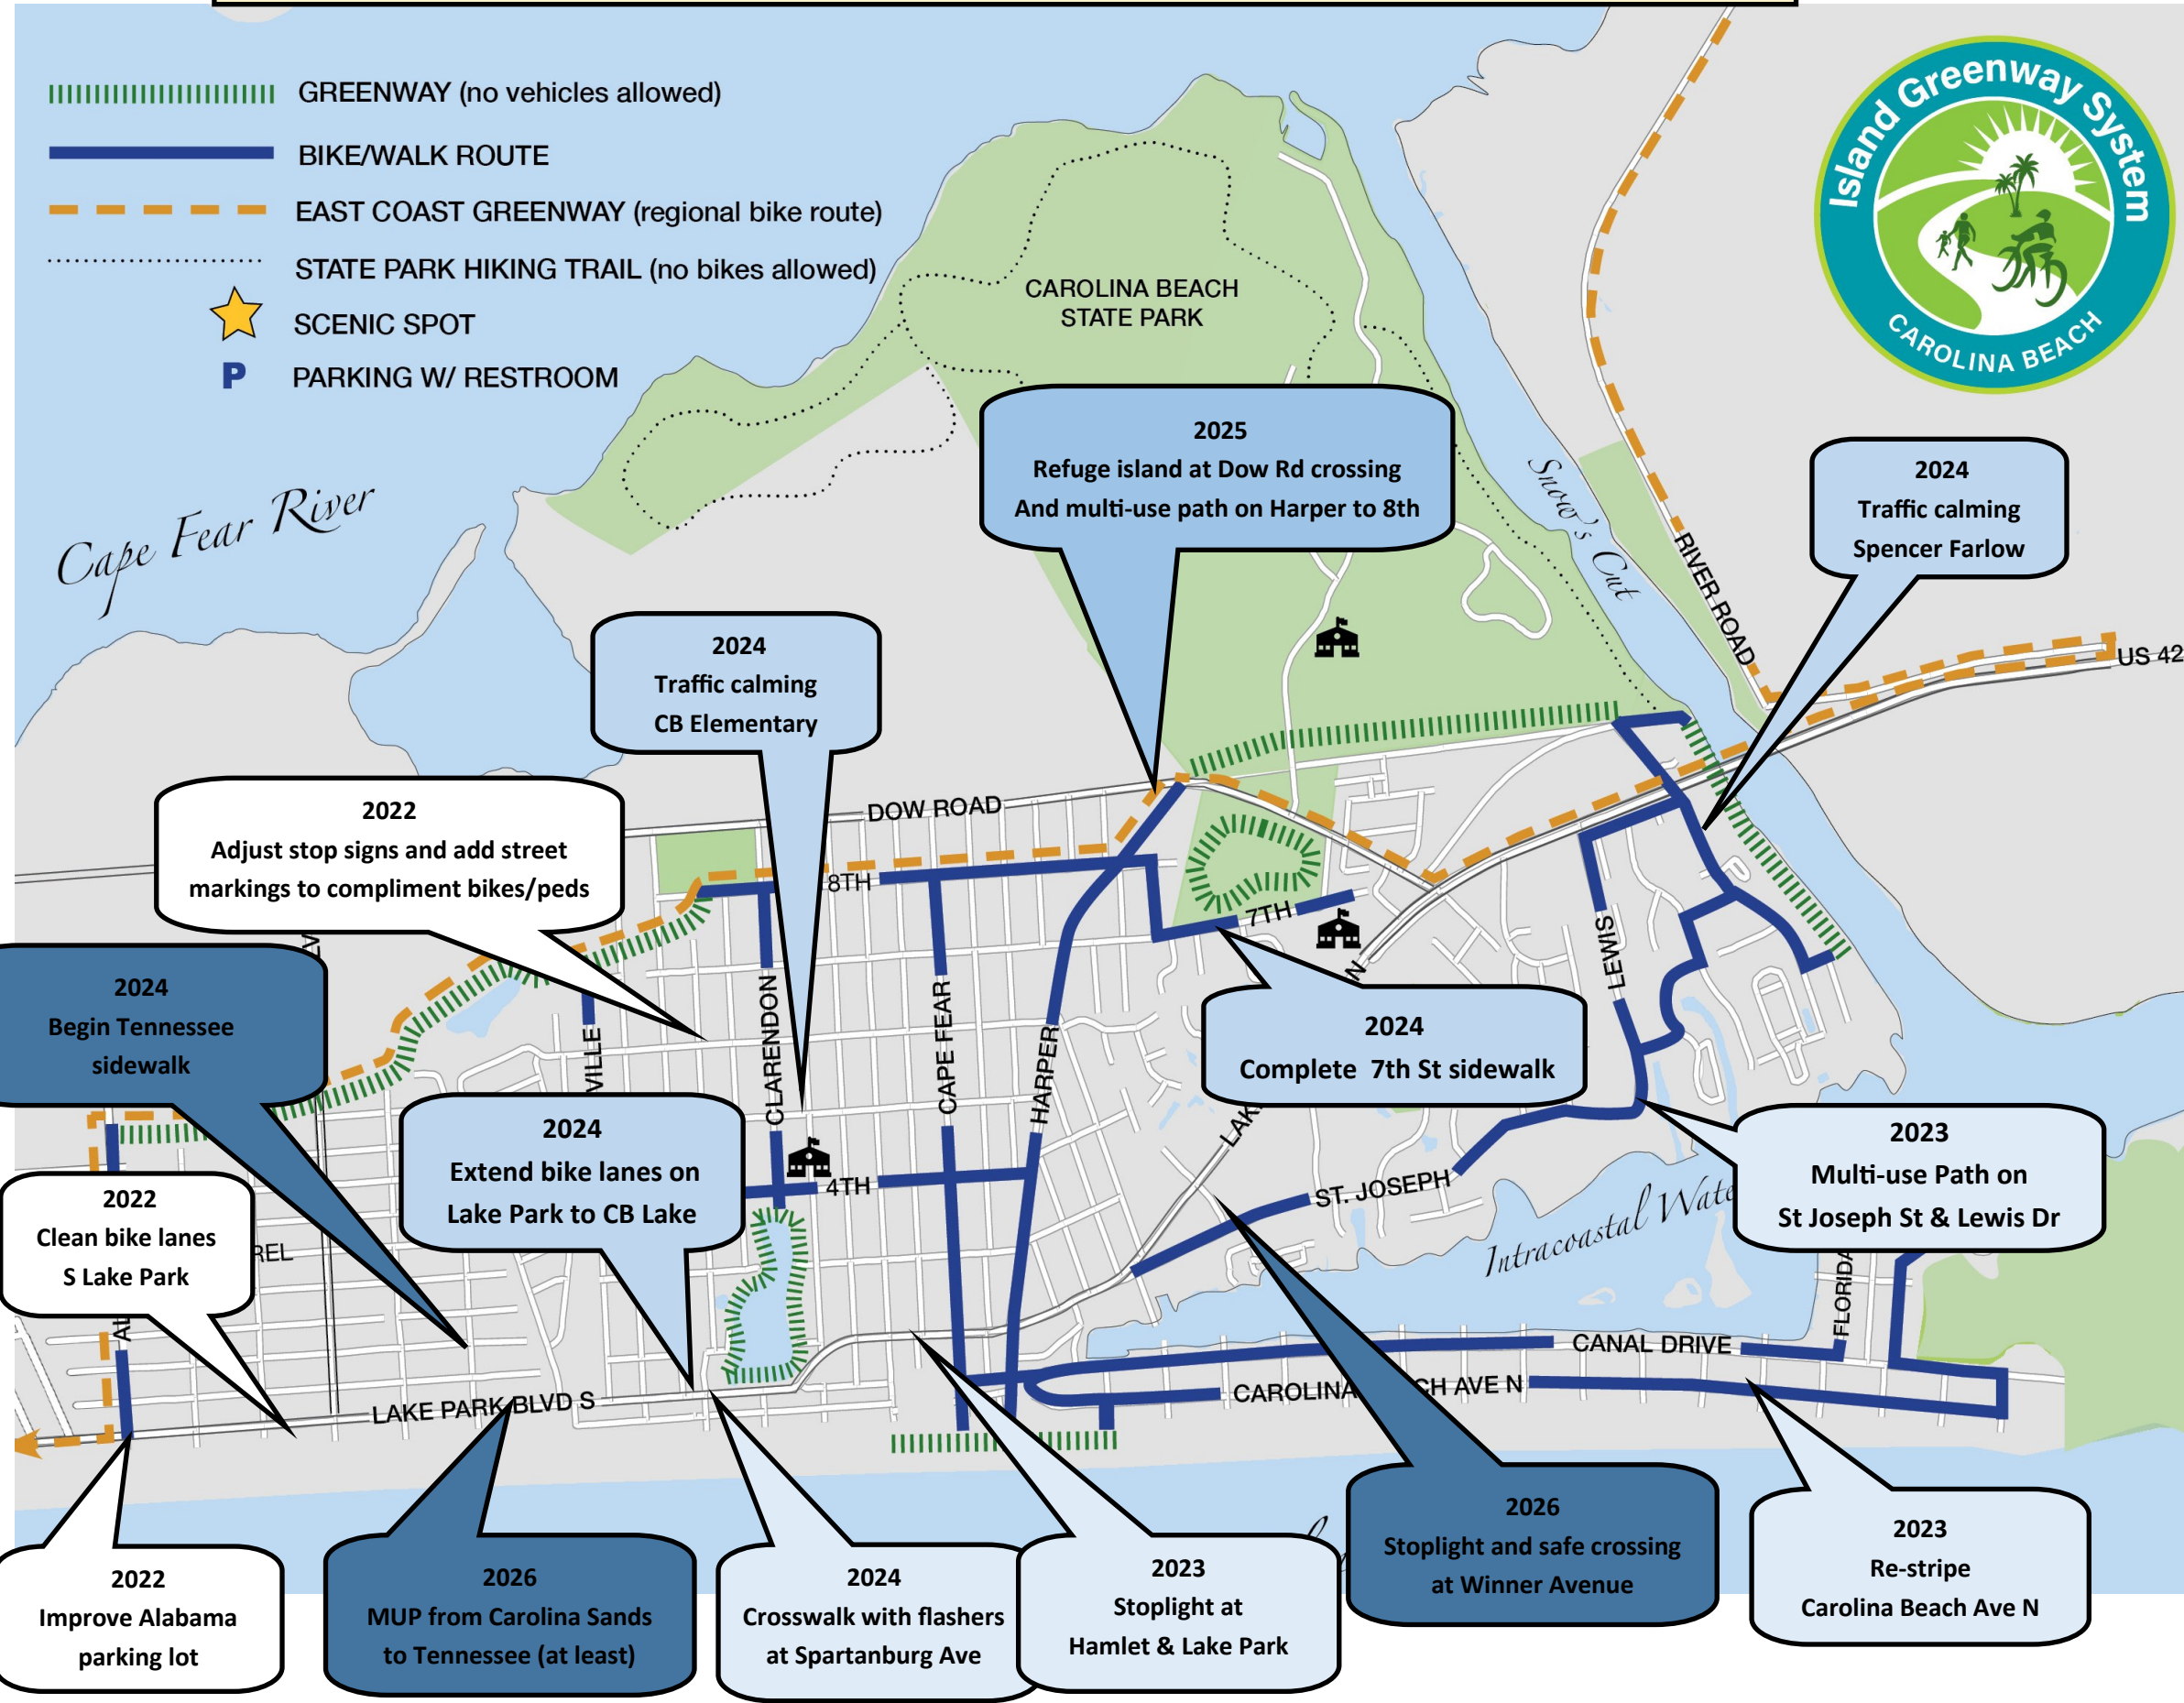 GREENWAY (no vehicles allowed)
BIKE/WALK ROUTE
EAST COAST GREENWAY (regional bike route)
STATE PARK HIKING TRAIL (no bikes allowed)
SCENIC SPOT
P PARKING W/ RESTROOM
Island Greenway System
CAROLINA BEACH
CAROLINA BEACH
STATE PARK
Cape Fear River
Snow's Cut
RIVER ROAD
US 42
2025
Refuge island at Dow Rd crossing
And multi-use path on Harper to 8th
2024
Traffic calming
Spencer Farlow
2024
Traffic calming
CB Elementary
2022
Adjust stop signs and add street
markings to compliment bikes/peds
DOW ROAD
8TH
7TH
N
LEWIS
2024
Begin Tennessee
sidewalk
VILLE
CLARENDON
CAPE FEAR
HARPER
LAK
2024
Complete 7th St sidewalk
2024
Extend bike lanes on
Lake Park to CB Lake
4TH
ST. JOSEPH
Intracoastal Wate
2023
Multi-use Path on
St Joseph St & Lewis Dr
2022
Clean bike lanes
S Lake Park
REL
AL
FLORIDA
CANAL DRIVE
CAROLINA
CH AVE N
LAKE PARK BLVD S
2022
Improve Alabama
parking lot
2026
MUP from Carolina Sands
to Tennessee (at least)
2024
Crosswalk with flashers
at Spartanburg Ave
2023
Stoplight at
Hamlet & Lake Park
2026
Stoplight and safe crossing
at Winner Avenue
2023
Re-stripe
Carolina Beach Ave N